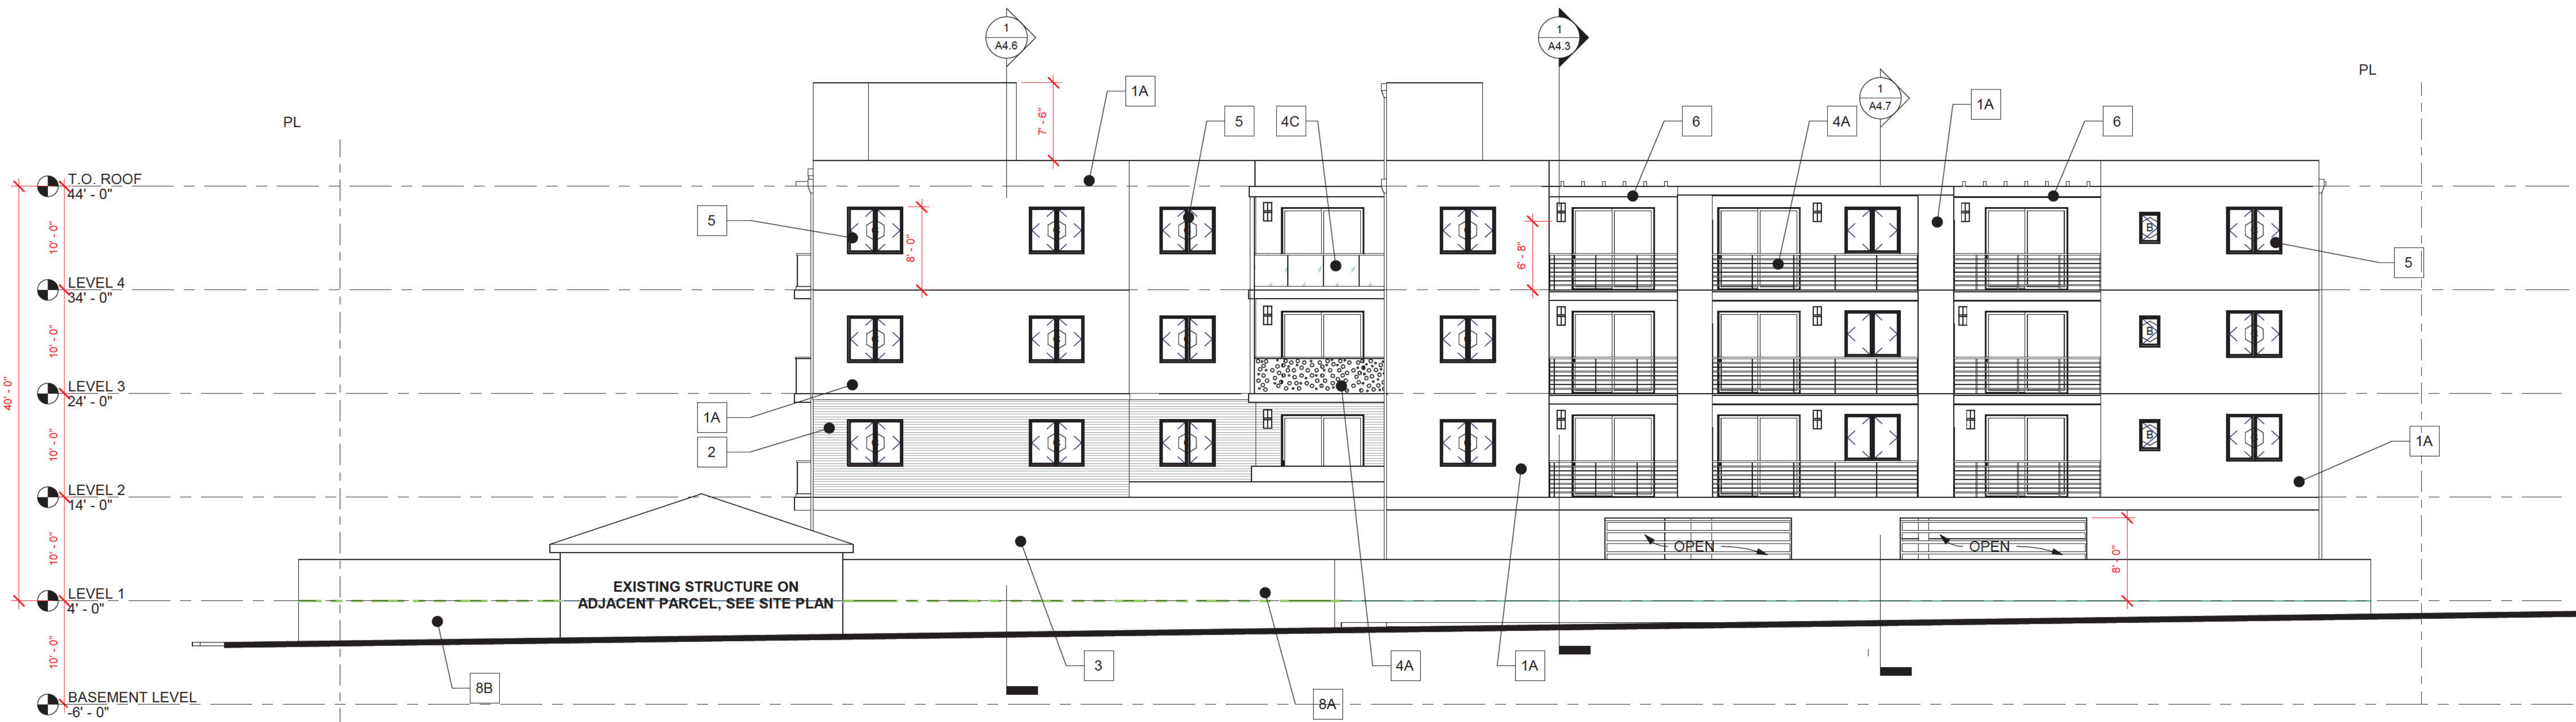 1
A4.6
1
A4.3
PL
PL
1
A4.7
7' - 6"
1A
5
4C
6
4A
1A
6
T.O. ROOF
44' - 0"
5
10' - 0"
8' - 0"
6' - 8"
B
5
LEVEL 4
34' - 0"
10' - 0"
B
LEVEL 3
24' - 0"
40' - 0"
1A
2
10' - 0"
B
1A
LEVEL 2
14' - 0"
10' - 0"
OPEN
OPEN
8' - 0"
EXISTING STRUCTURE ON
ADJACENT PARCEL, SEE SITE PLAN
LEVEL 1
4' - 0"
10' - 0"
3
4A
1A
8B
8A
BASEMENT LEVEL
-6' - 0"